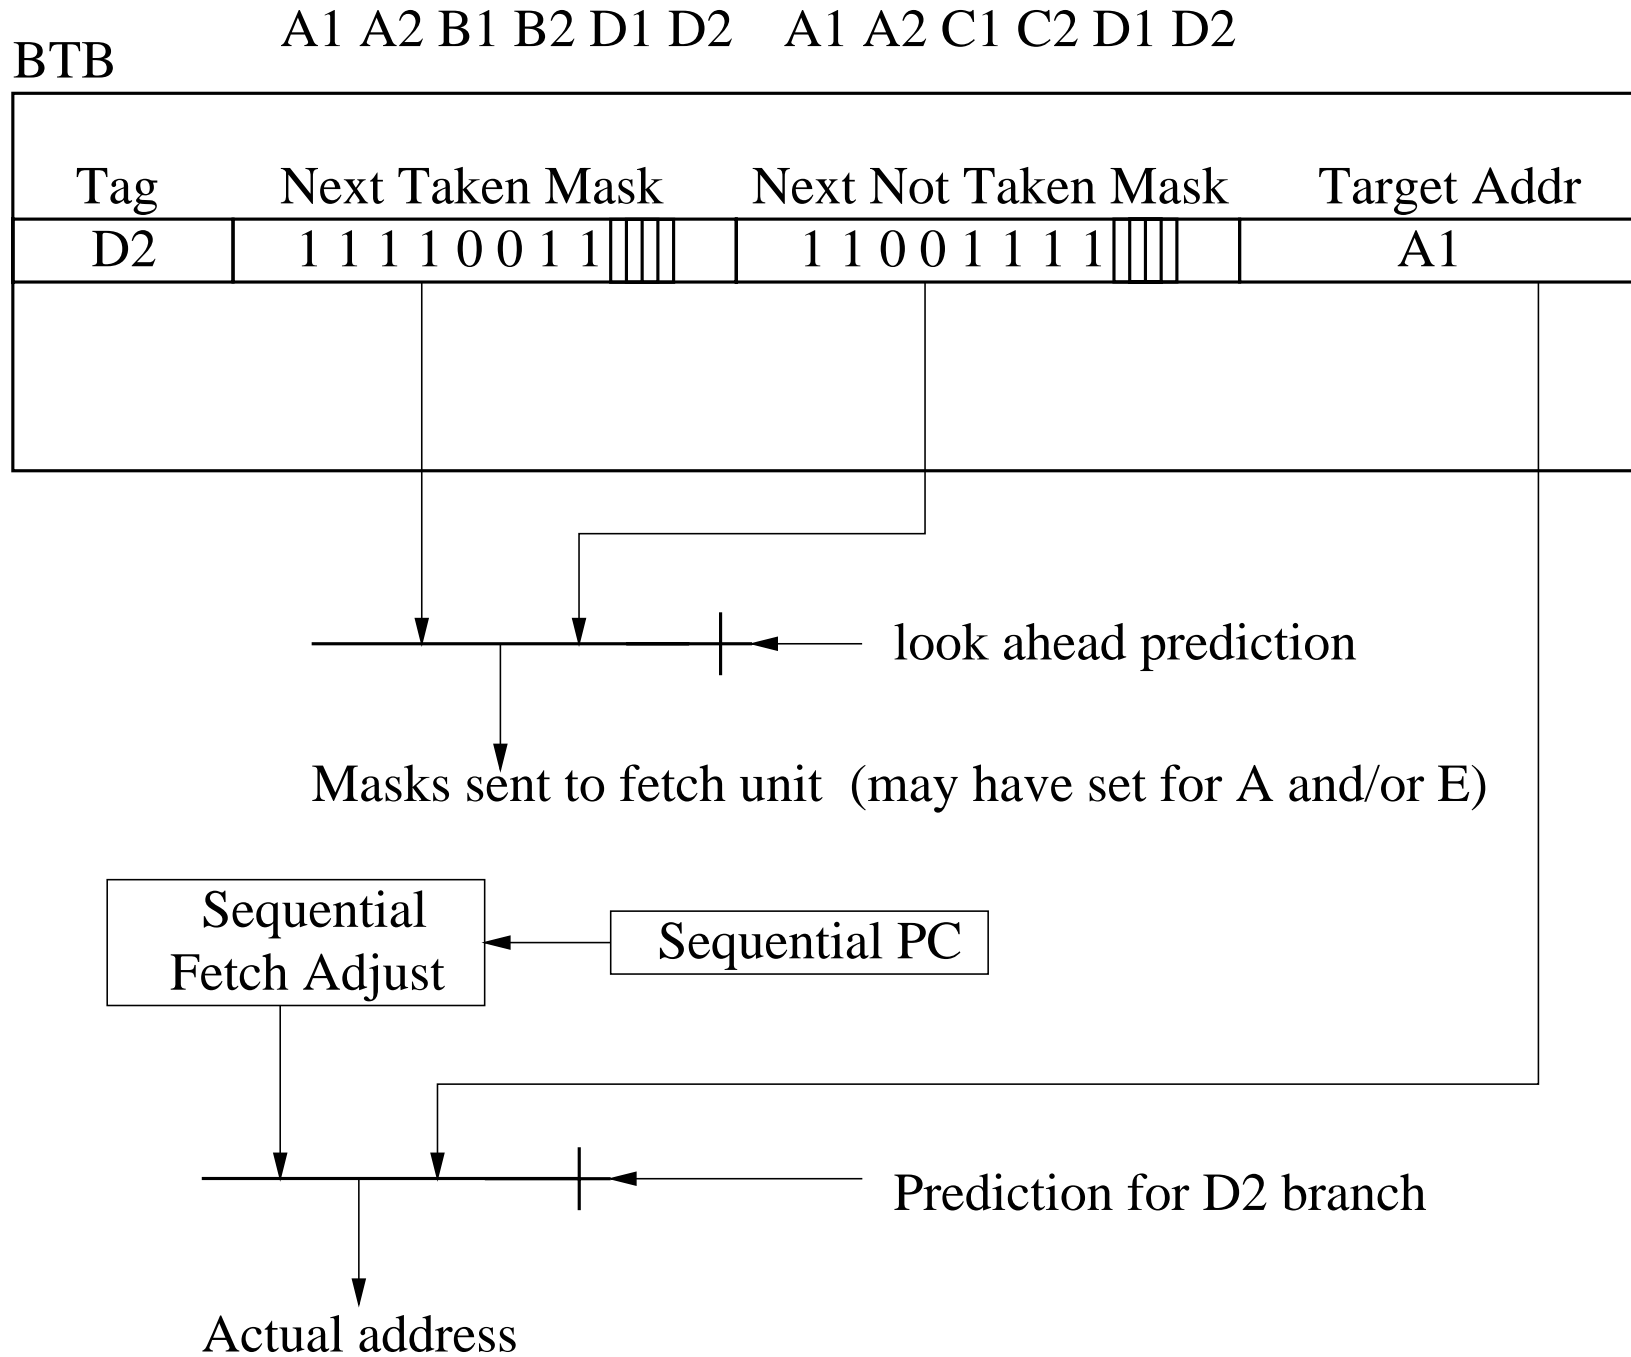 A1 A2 B1 B2 D1 D2 A1 A2 C1 C2 D1 D2
BTB
Tag Next Taken Mask Next Not Taken Mask Target Addr
D2 1 1 1 1 0 0 1 1 1 1 0 0 1 1 1 1 A1
look ahead prediction
Masks sent to fetch unit (may have set for A and/or E)
Sequential
Fetch Adjust
Sequential PC
Prediction for D2 branch
Actual address